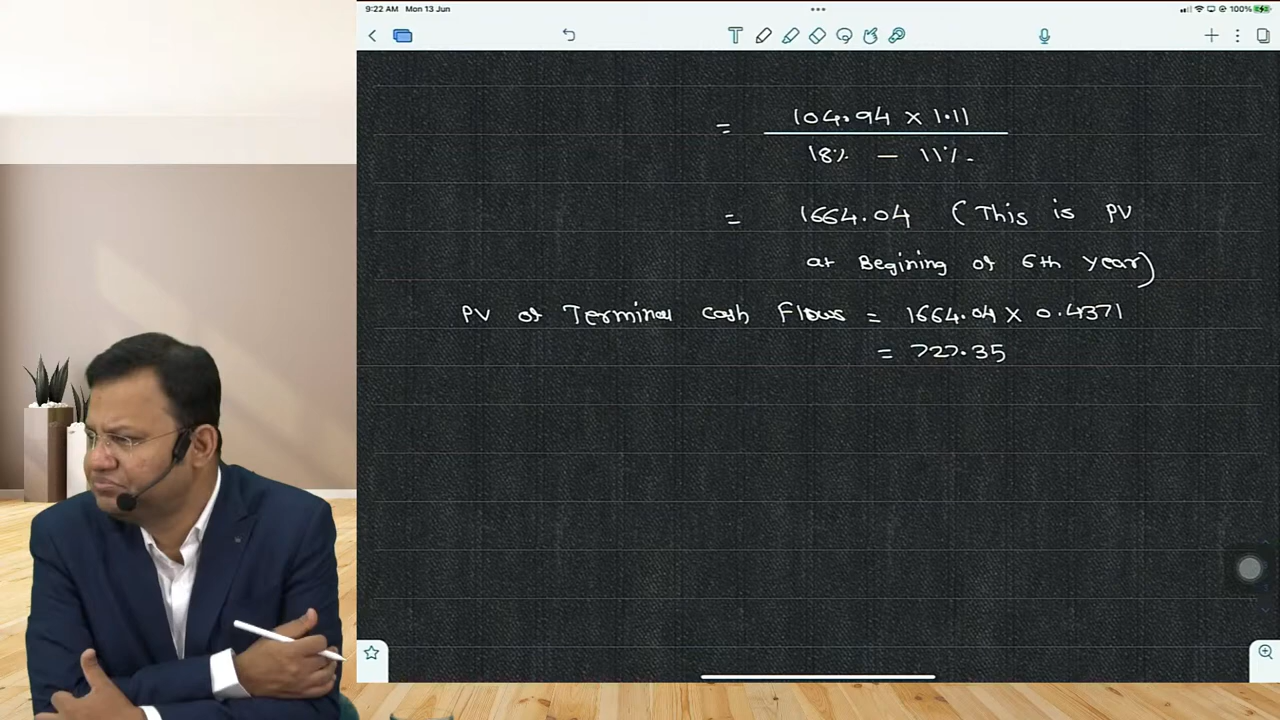 9:22 AM Mon 13 Jun
100%
= 104.94 × 1.11
18% – 11%
= 1664.04 (This is PV
at Begining of 6th Year)
PV of Terminal cash Flows = 1664.04 × 0.4371
= 727.35